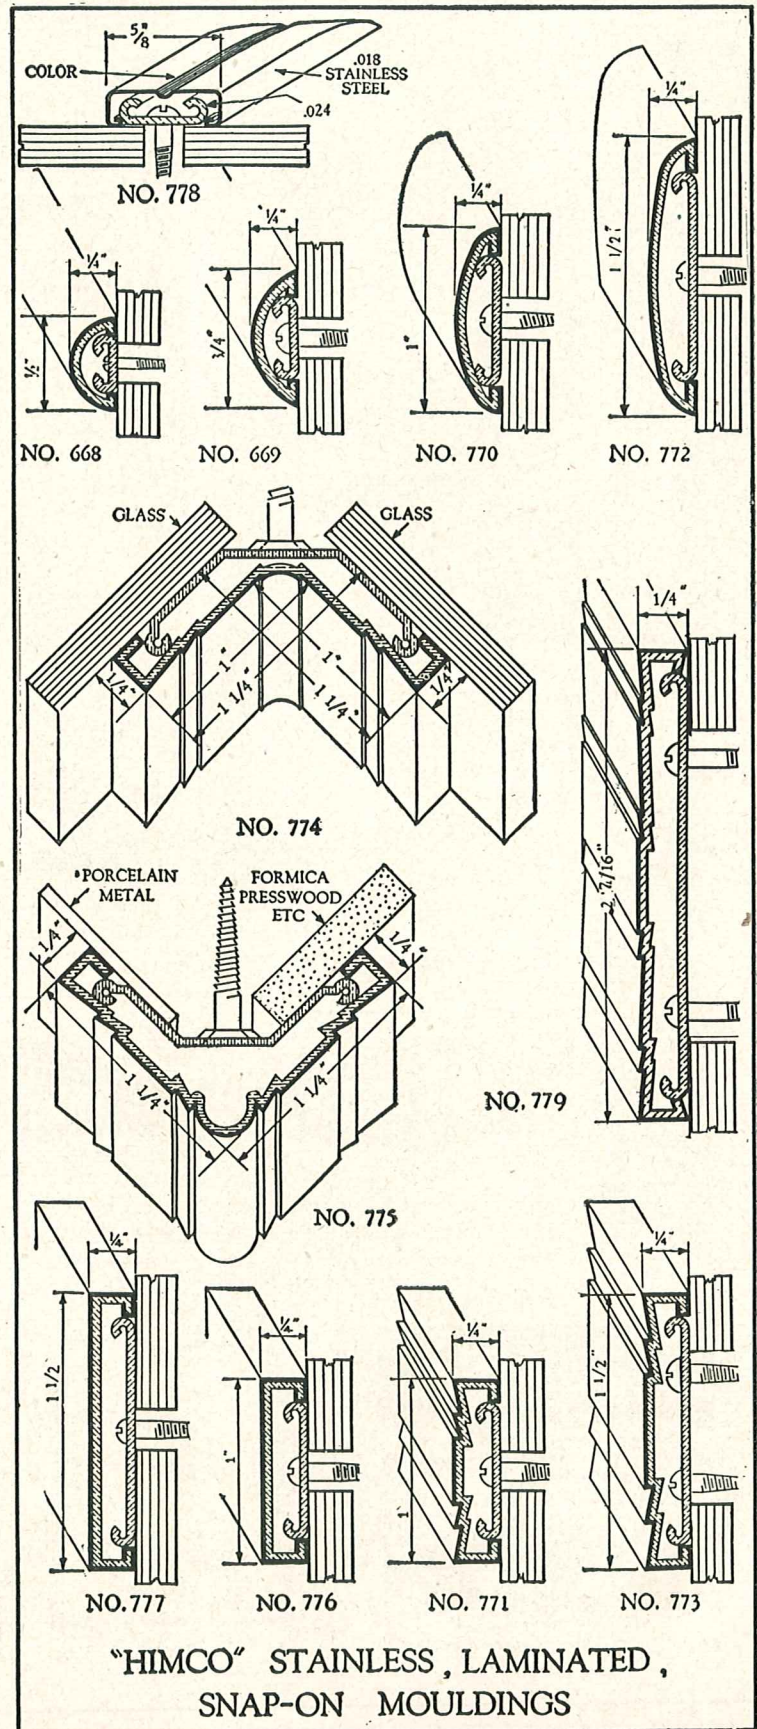 5/8"
COLOR
.018
STAINLESS
STEEL
.024
NO. 778
1/4"
1/2"
NO. 668
1/4"
3/4"
NO. 669
1/4"
1"
NO. 770
1/4"
1 1/2"
NO. 772
GLASS
GLASS
1/4"
1"
1 1/4"
1"
1 1/4"
1/4"
NO. 774
1/4"
2 7/16"
NO. 779
PORCELAIN
METAL
FORMICA
PRESSWOOD
ETC
1/4"
1/4"
1 1/4"
1 1/4"
NO. 775
1/4"
1 1/2
NO. 777
1/4"
1"
NO. 776
1/4"
1
NO. 771
1/4"
1 1/2"
NO. 773
"HIMCO" STAINLESS, LAMINATED,
SNAP-ON MOULDINGS